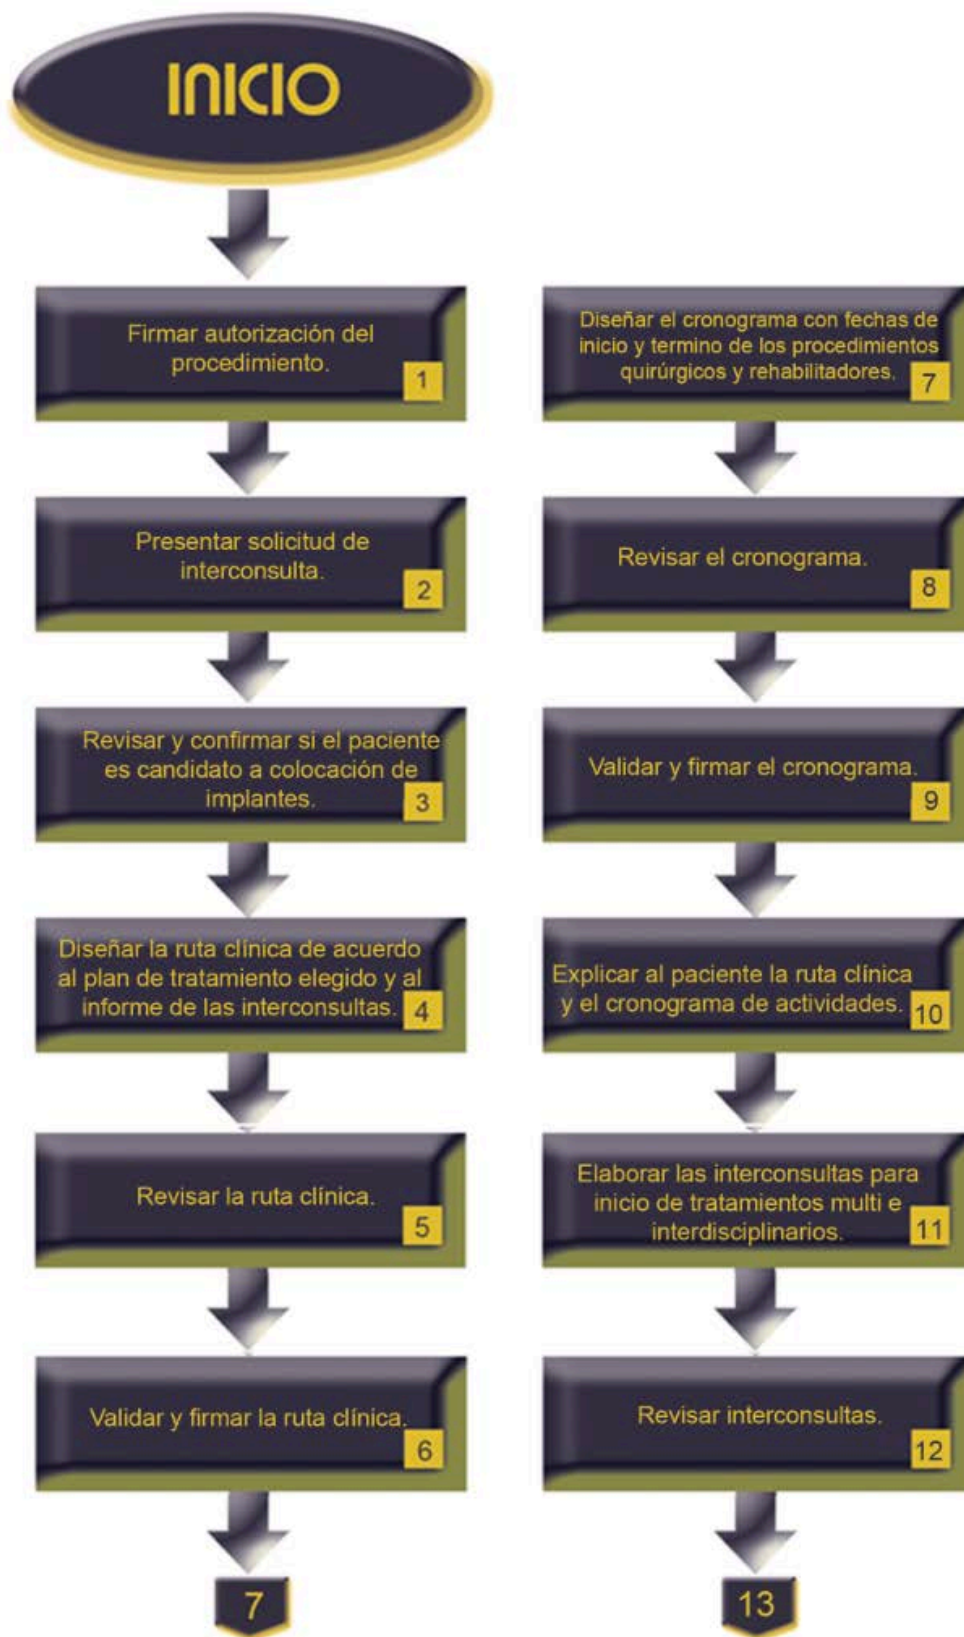 INICIO
Firmar autorización del
procedimiento.
1
Presentar solicitud de
interconsulta.
2
Revisar y confirmar si el paciente
es candidato a colocación de
implantes.
3
Diseñar la ruta clínica de acuerdo
al plan de tratamiento elegido y al
informe de las interconsultas.
4
Revisar la ruta clínica.
5
Validar y firmar la ruta clínica.
6
7
Diseñar el cronograma con fechas de
inicio y termino de los procedimientos
quirúrgicos y rehabilitadores.
7
Revisar el cronograma.
8
Validar y firmar el cronograma.
9
Explicar al paciente la ruta clínica
y el cronograma de actividades.
10
Elaborar las interconsultas para
inicio de tratamientos multi e
interdisciplinarios.
11
Revisar interconsultas.
12
13